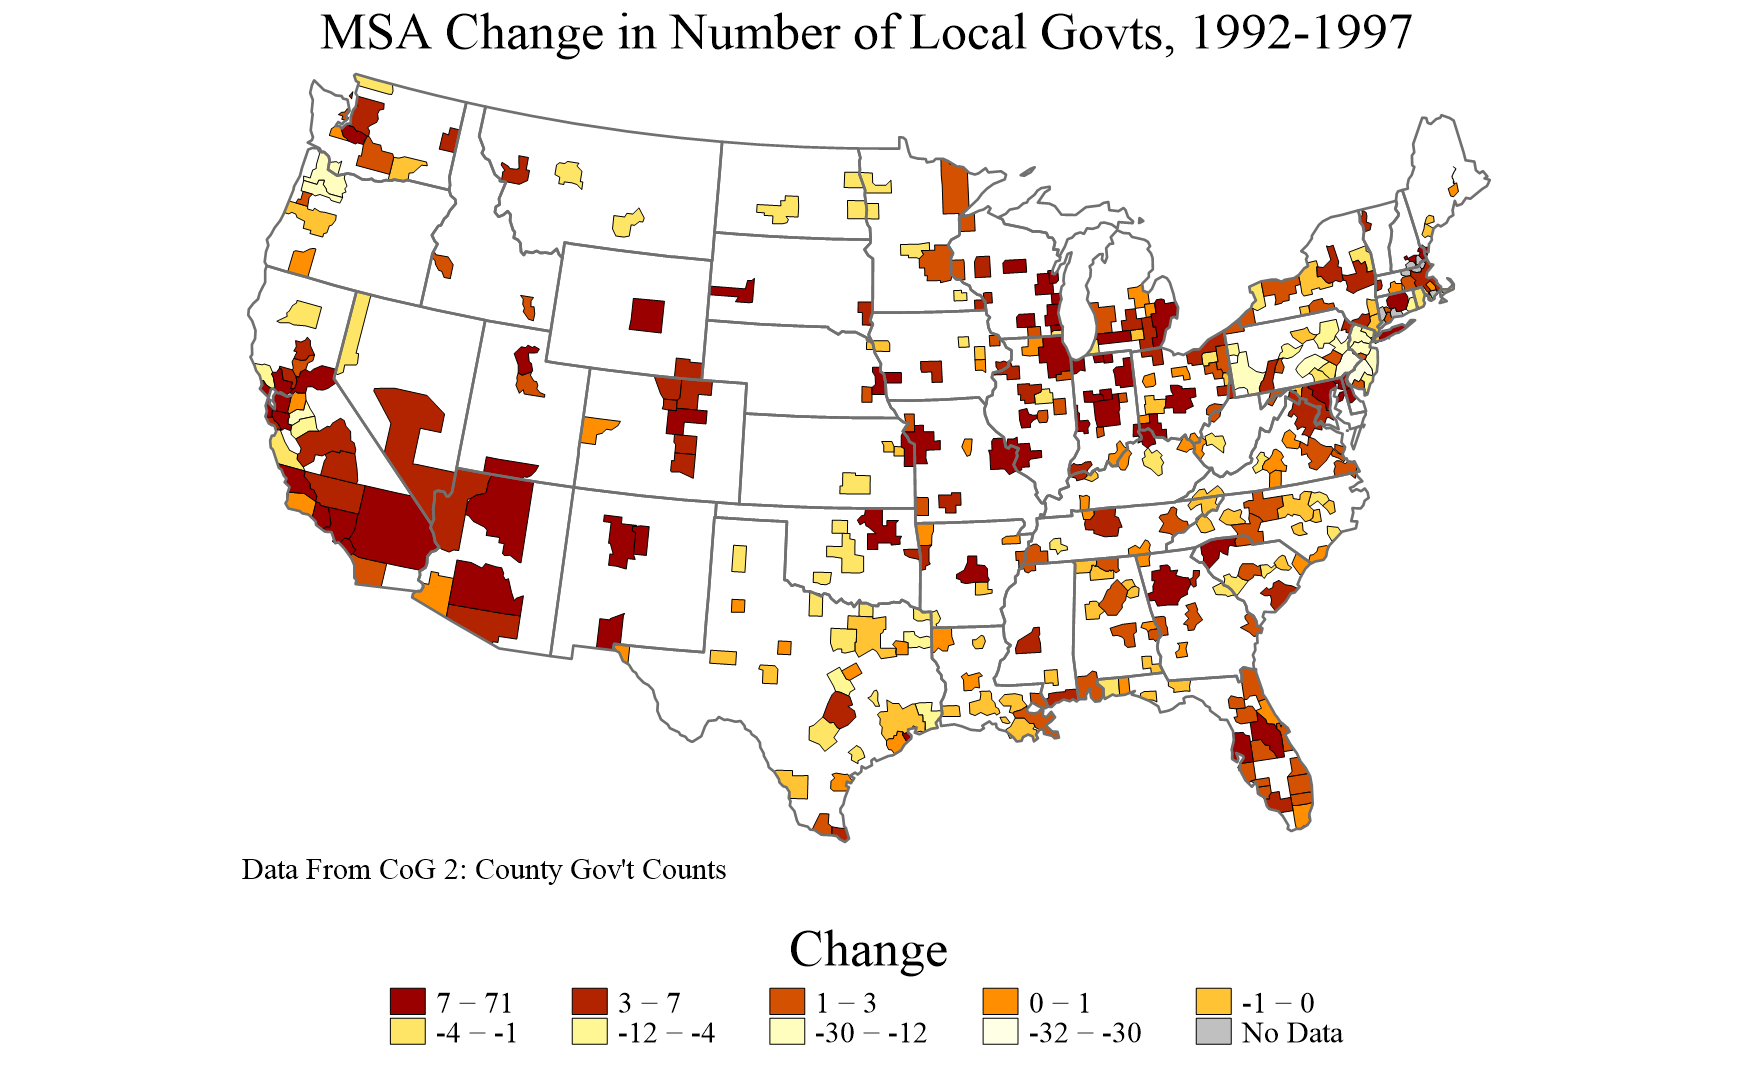 MSA Change in Number of Local Govts, 1992-1997
Data From CoG 2: County Gov't Counts
Change
7 – 71 3 – 7 1 – 3 0 – 1 -1 – 0
-4 – -1 -12 – -4 -30 – -12 -32 – -30 No Data